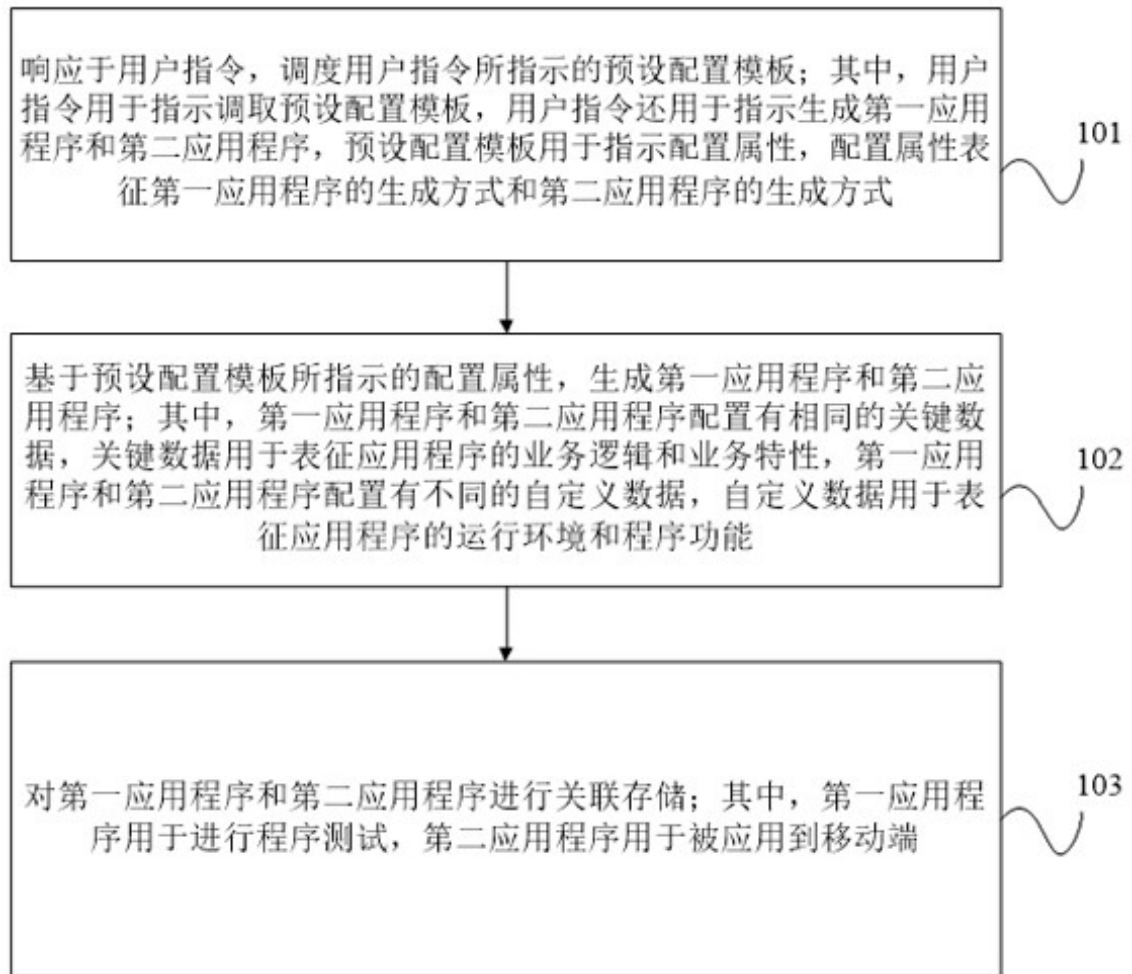 响应于用户指令，调度用户指令所指示的预设配置模板；其中，用户
指令用于指示调取预设配置模板，用户指令还用于指示生成第一应用
程序和第二应用程序，预设配置模板用于指示配置属性，配置属性表
征第一应用程序的生成方式和第二应用程序的生成方式
101
基于预设配置模板所指示的配置属性，生成第一应用程序和第二应
用程序；其中，第一应用程序和第二应用程序配置有相同的关键数
据，关键数据用于表征应用程序的业务逻辑和业务特性，第一应用
程序和第二应用程序配置有不同的自定义数据，自定义数据用于表
征应用程序的运行环境和程序功能
102
对第一应用程序和第二应用程序进行关联存储；其中，第一应用程
序用于进行程序测试，第二应用程序用于被应用到移动端
103